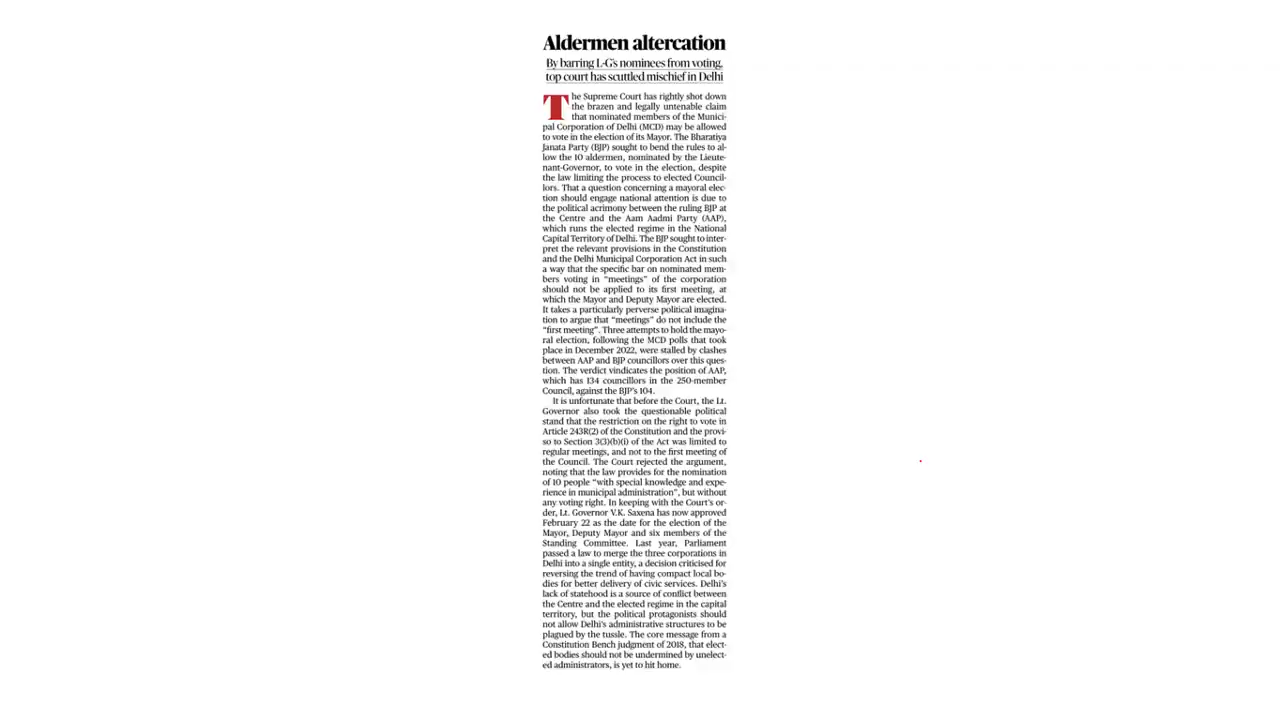 Aldermen altercation
By barring L-G's nominees from voting,
top court has scuttled mischief in Delhi
The Supreme Court has rightly shot down
the brazen and legally untenable claim
that nominated members of the Munici-
pal Corporation of Delhi (MCD) may be allowed
to vote in the election of its Mayor. The Bharatiya
Janata Party (BJP) sought to bend the rules to al-
low the 10 aldermen, nominated by the Lieute-
nant-Governor, to vote in the election, despite
the law limiting the process to elected Council-
lors. That a question concerning a mayoral elec-
tion should engage national attention is due to
the political acrimony between the ruling BJP at
the Centre and the Aam Aadmi Party (AAP),
which runs the elected regime in the National
Capital Territory of Delhi. The BJP sought to inter-
pret the relevant provisions in the Constitution
and the Delhi Municipal Corporation Act in such
a way that the specific bar on nominated mem-
bers voting in “meetings” of the corporation
should not be applied to its first meeting, at
which the Mayor and Deputy Mayor are elected.
It takes a particularly perverse political imagina-
tion to argue that “meetings” do not include the
“first meeting”. Three attempts to hold the mayo-
ral election, following the MCD polls that took
place in December 2022, were stalled by clashes
between AAP and BJP councillors over this ques-
tion. The verdict vindicates the position of AAP,
which has 134 councillors in the 250-member
Council, against the BJP's 104.
It is unfortunate that before the Court, the Lt.
Governor also took the questionable political
stand that the restriction on the right to vote in
Article 243R(2) of the Constitution and the provi-
so to Section 3(3)(b)(i) of the Act was limited to
regular meetings, and not to the first meeting of
the Council. The Court rejected the argument,
noting that the law provides for the nomination
of 10 people “with special knowledge and expe-
rience in municipal administration”, but without
any voting right. In keeping with the Court's or-
der, Lt. Governor V.K. Saxena has now approved
February 22 as the date for the election of the
Mayor, Deputy Mayor and six members of the
Standing Committee. Last year, Parliament
passed a law to merge the three corporations in
Delhi into a single entity, a decision criticised for
reversing the trend of having compact local bo-
dies for better delivery of civic services. Delhi's
lack of statehood is a source of conflict between
the Centre and the elected regime in the capital
territory, but the political protagonists should
not allow Delhi's administrative structures to be
plagued by the tussle. The core message from a
Constitution Bench judgment of 2018, that elect-
ed bodies should not be undermined by unelect-
ed administrators, is yet to hit home.